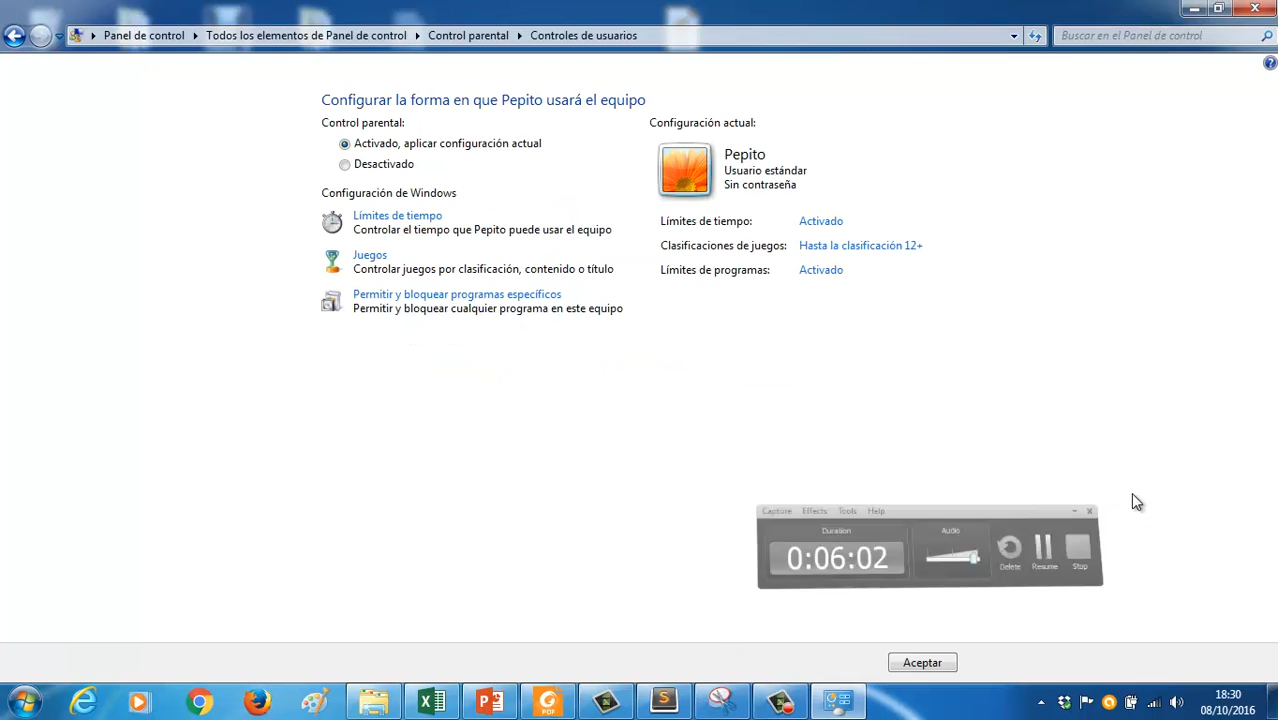 Panel de control
Todos los elementos de Panel de control
Control parental
Controles de usuarios
Buscar en el Panel de control
Configurar la forma en que Pepito usará el equipo
Control parental:
Activado, aplicar configuración actual
Desactivado
Configuración de Windows
Límites de tiempo
Controlar el tiempo que Pepito puede usar el equipo
Juegos
Controlar juegos por clasificación, contenido o título
Permitir y bloquear programas específicos
Permitir y bloquear cualquier programa en este equipo
Configuración actual:
Pepito
Usuario estándar
Sin contraseña
Límites de tiempo: Activado
Clasificaciones de juegos: Hasta la clasificación 12+
Límites de programas: Activado
Capture Effects Tools Help
Duration
Audio
0:06:02
Delete Resume Stop
Aceptar
PDF
18:30
08/10/2016